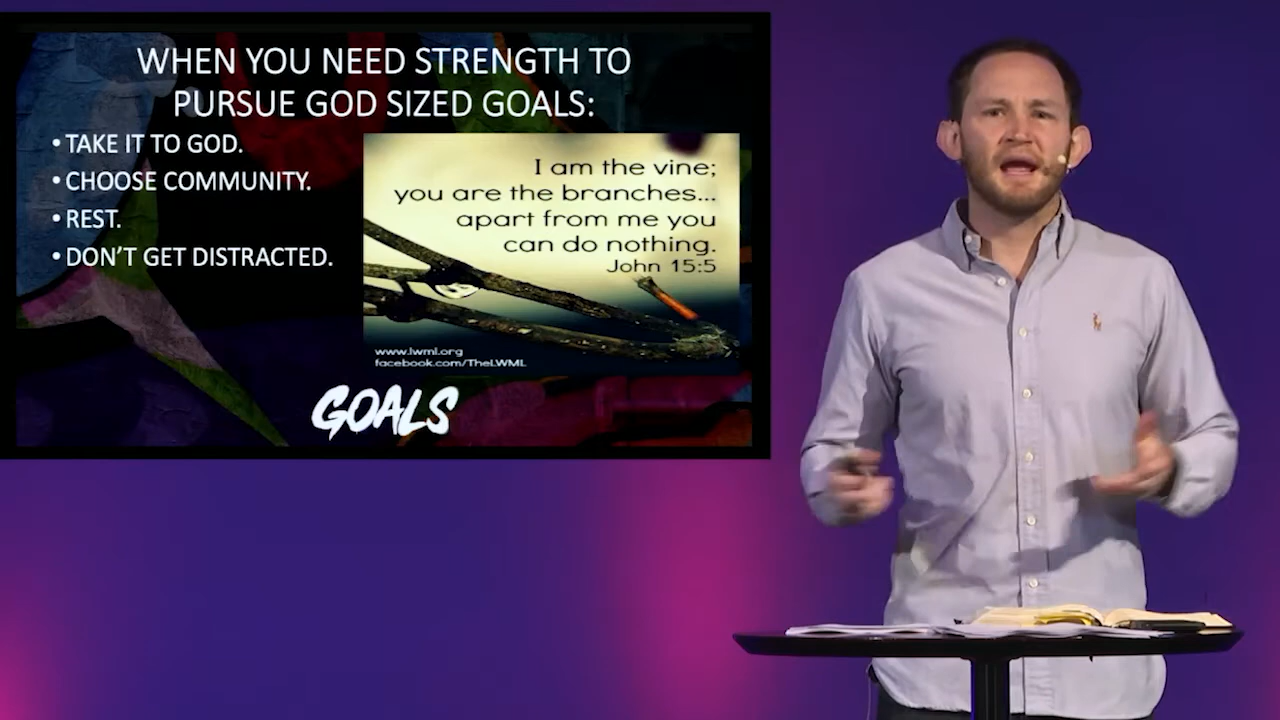 WHEN YOU NEED STRENGTH TO
PURSUE GOD SIZED GOALS:
• TAKE IT TO GOD.
• CHOOSE COMMUNITY.
• REST.
• DON'T GET DISTRACTED.
I am the vine;
you are the branches...
apart from me you
can do nothing.
John 15:5
www.lwml.org
facebook.com/TheLWML
GOALS